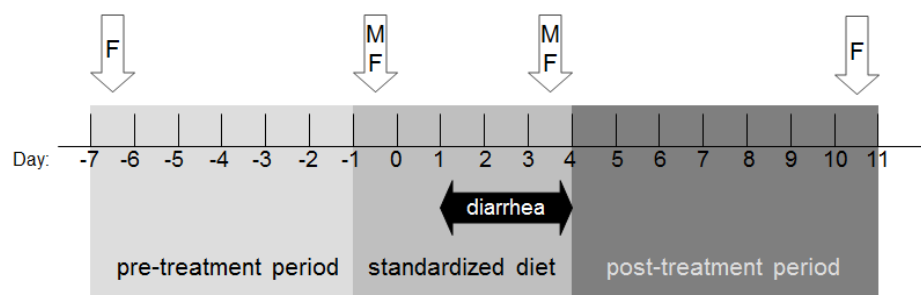 F
M
F
M
F
F
Day: -7 -6 -5 -4 -3 -2 -1 0 1 2 3 4 5 6 7 8 9 10 11
diarrhea
pre-treatment period
standardized diet
post-treatment period